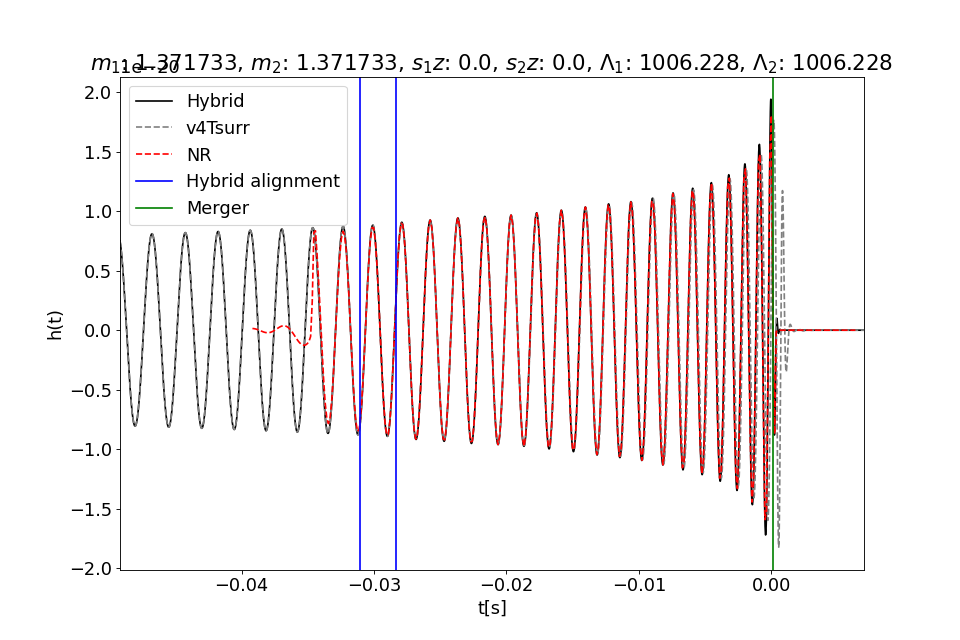 m₁: 1.371733, m₂: 1.371733, s₁z: 0.0, s₂z: 0.0, Λ₁: 1006.228, Λ₂: 1006.228
1e−20
2.0
1.5
1.0
0.5
0.0
−0.5
−1.0
−1.5
−2.0
h(t)
Hybrid
v4Tsurr
NR
Hybrid alignment
Merger
−0.04
−0.03
−0.02
−0.01
0.00
t[s]